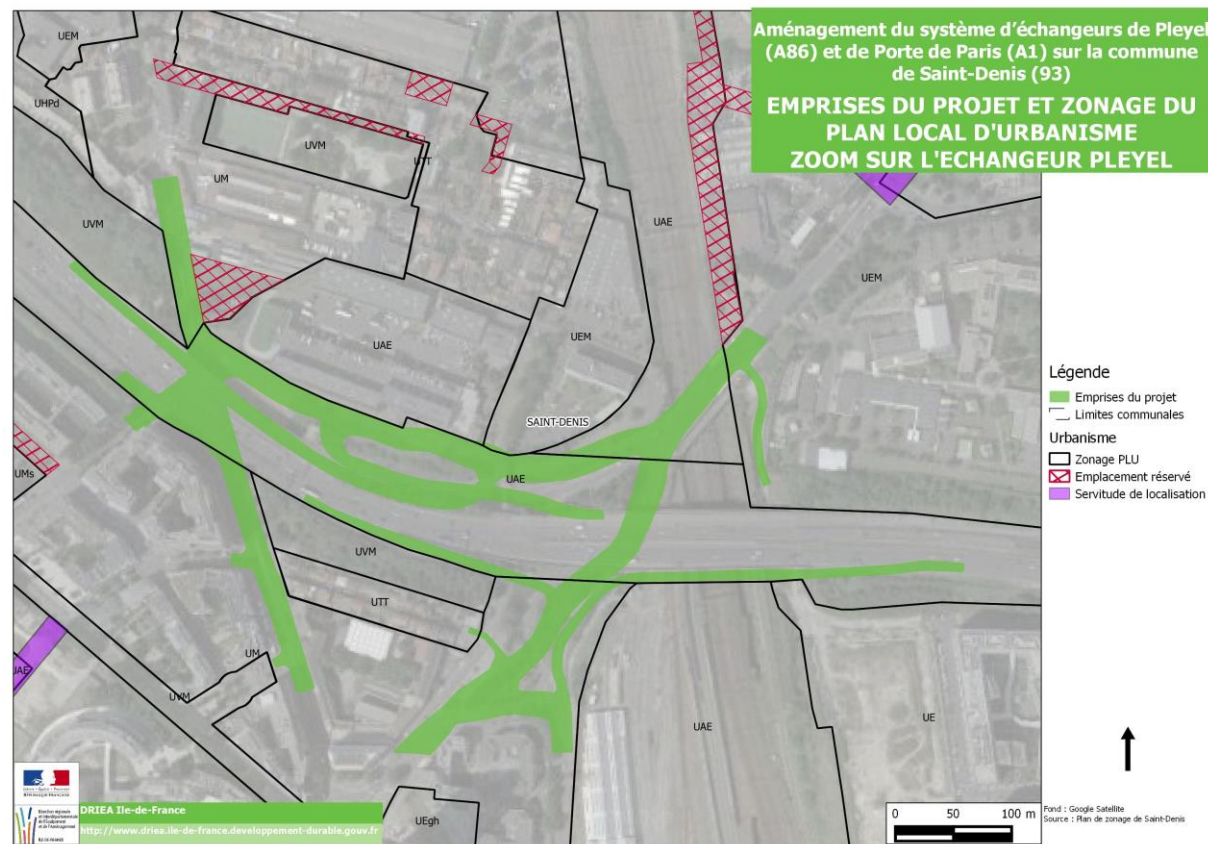 Aménagement du système d'échangeurs de Pleyel
(A86) et de Porte de Paris (A1) sur la commune
de Saint-Denis (93)
EMPRISES DU PROJET ET ZONAGE DU
PLAN LOCAL D'URBANISME
ZOOM SUR L'ECHANGEUR PLEYEL
UEM
UHPd
UVM
UTT
UM
UVM
UAE
UEM
UAE
UEM
SAINT-DENIS
UAE
UMs
UVM
UTT
UM
UAE
UVM
UAE
UE
UEgh
Légende
Emprises du projet
Limites communales
Urbanisme
Zonage PLU
Emplacement réservé
Servitude de localisation
DRIEA Ile-de-France
http://www.driea.ile-de-france.developpement-durable.gouv.fr
0 50 100 m
Fond : Google Satellite
Source : Plan de zonage de Saint-Denis